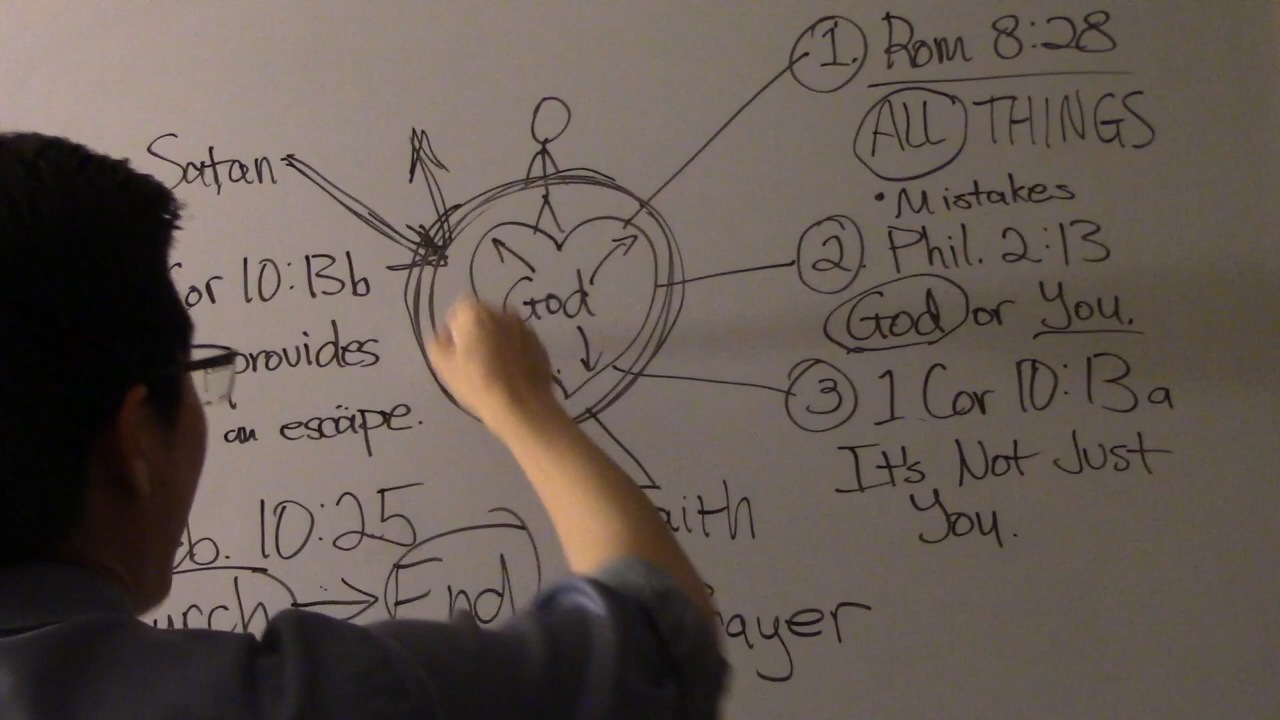 Satan
or 10:13b
provides
an escape.
b. 10:25
urch → End
God
aith
ayer
1. Rom 8:28
ALL THINGS
• Mistakes
2. Phil. 2:13
God or You.
3 1 Cor 10:13a
It's Not Just
You.